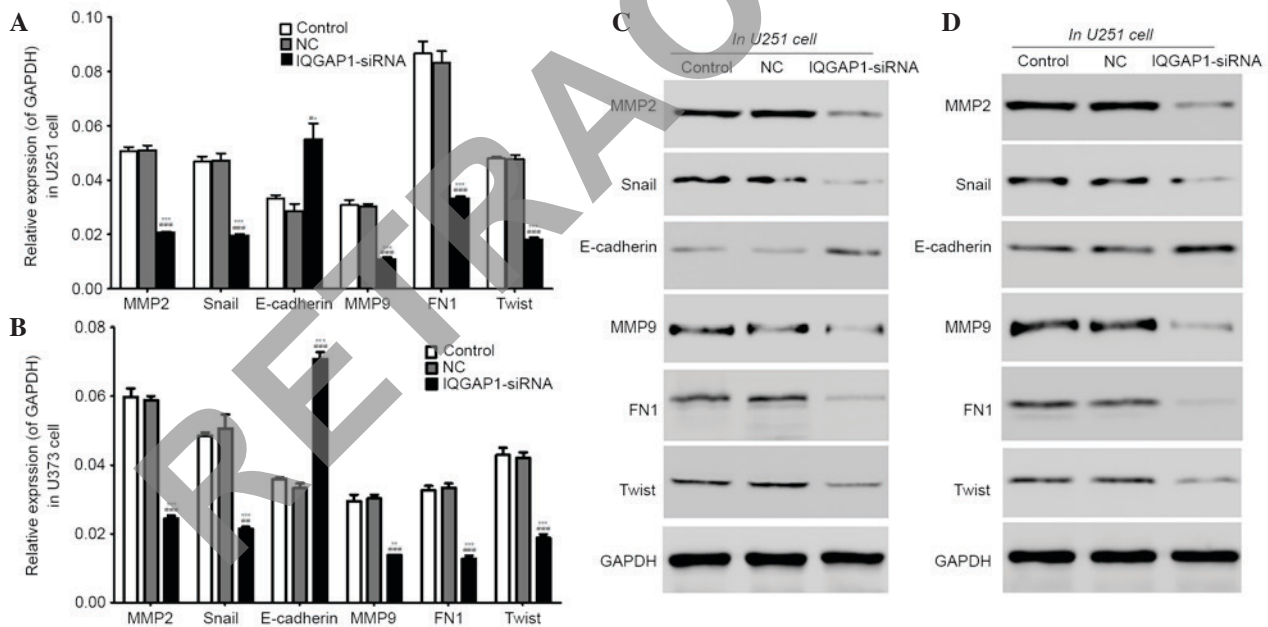 A
0.10
0.08
0.06
0.04
0.02
0.00
Relative exprssion (of GAPDH)
in U251 cell
Control
NC
IQGAP1-siRNA
MMP2 Snail E-cadherin MMP9 FN1 Twist
B
0.08
0.06
0.04
0.02
0.00
Relative exprssion (of GAPDH)
in U373 cell
Control
NC
IQGAP1-siRNA
MMP2 Snail E-cadherin MMP9 FN1 Twist
C
In U251 cell
Control NC IQGAP1-siRNA
MMP2
Snail
E-cadherin
MMP9
FN1
Twist
GAPDH
D
In U251 cell
Control NC IQGAP1-siRNA
MMP2
Snail
E-cadherin
MMP9
FN1
Twist
GAPDH